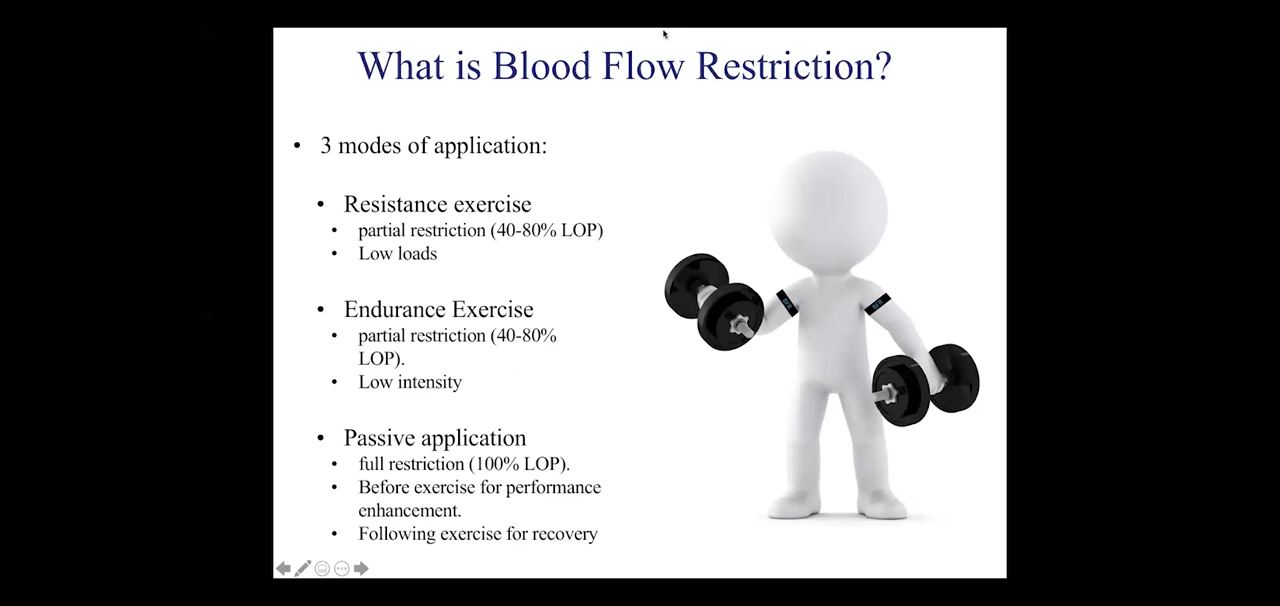 What is Blood Flow Restriction?
• 3 modes of application:
• Resistance exercise
• partial restriction (40-80% LOP)
• Low loads
• Endurance Exercise
• partial restriction (40-80%
LOP).
• Low intensity
• Passive application
• full restriction (100% LOP).
• Before exercise for performance
enhancement.
• Following exercise for recovery
BFR
BFR